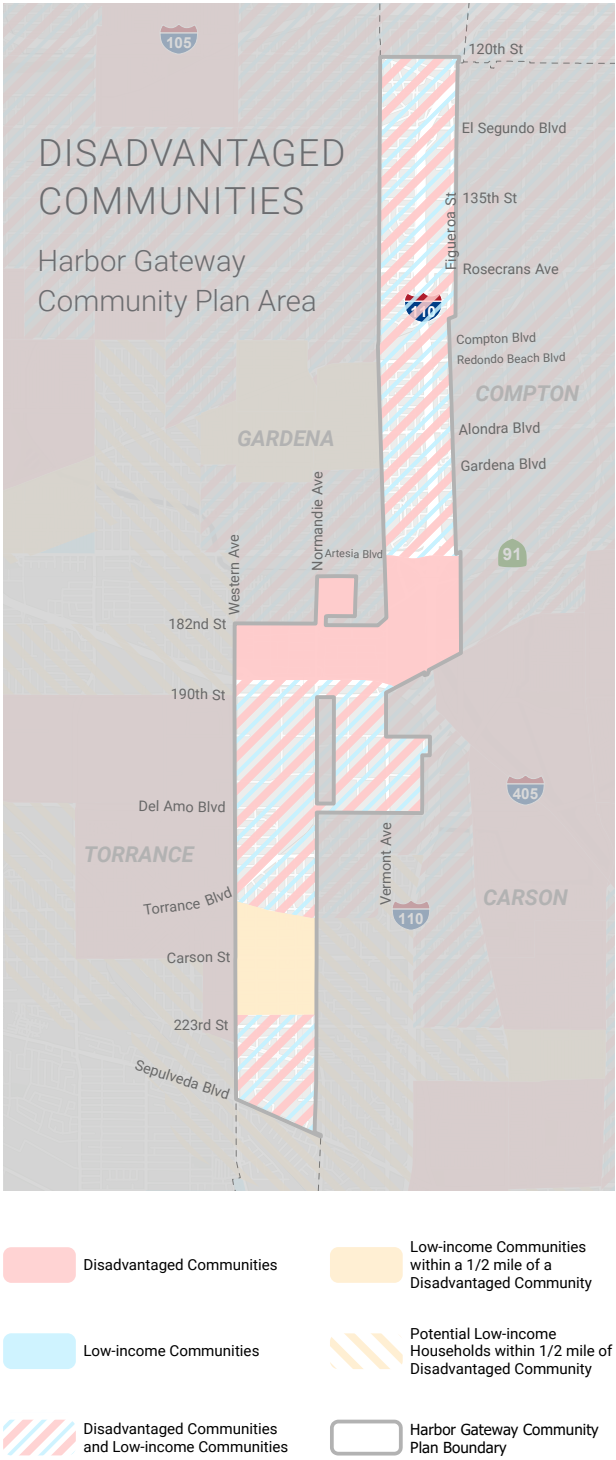 105
120th St
El Segundo Blvd
DISADVANTAGED
COMMUNITIES
135th St
Figueroa St
Harbor Gateway
Community Plan Area
Rosecrans Ave
110
Compton Blvd
Redondo Beach Blvd
COMPTON
GARDENA
Alondra Blvd
Gardena Blvd
Normandie Ave
Western Ave
Artesia Blvd
91
182nd St
190th St
405
Del Amo Blvd
Vermont Ave
TORRANCE
Torrance Blvd
CARSON
110
Carson St
223rd St
Sepulveda Blvd
Disadvantaged Communities
Low-income Communities
within a 1/2 mile of a
Disadvantaged Community
Low-income Communities
Potential Low-income
Households within 1/2 mile of
Disadvantaged Community
Disadvantaged Communities
and Low-income Communities
Harbor Gateway Community
Plan Boundary